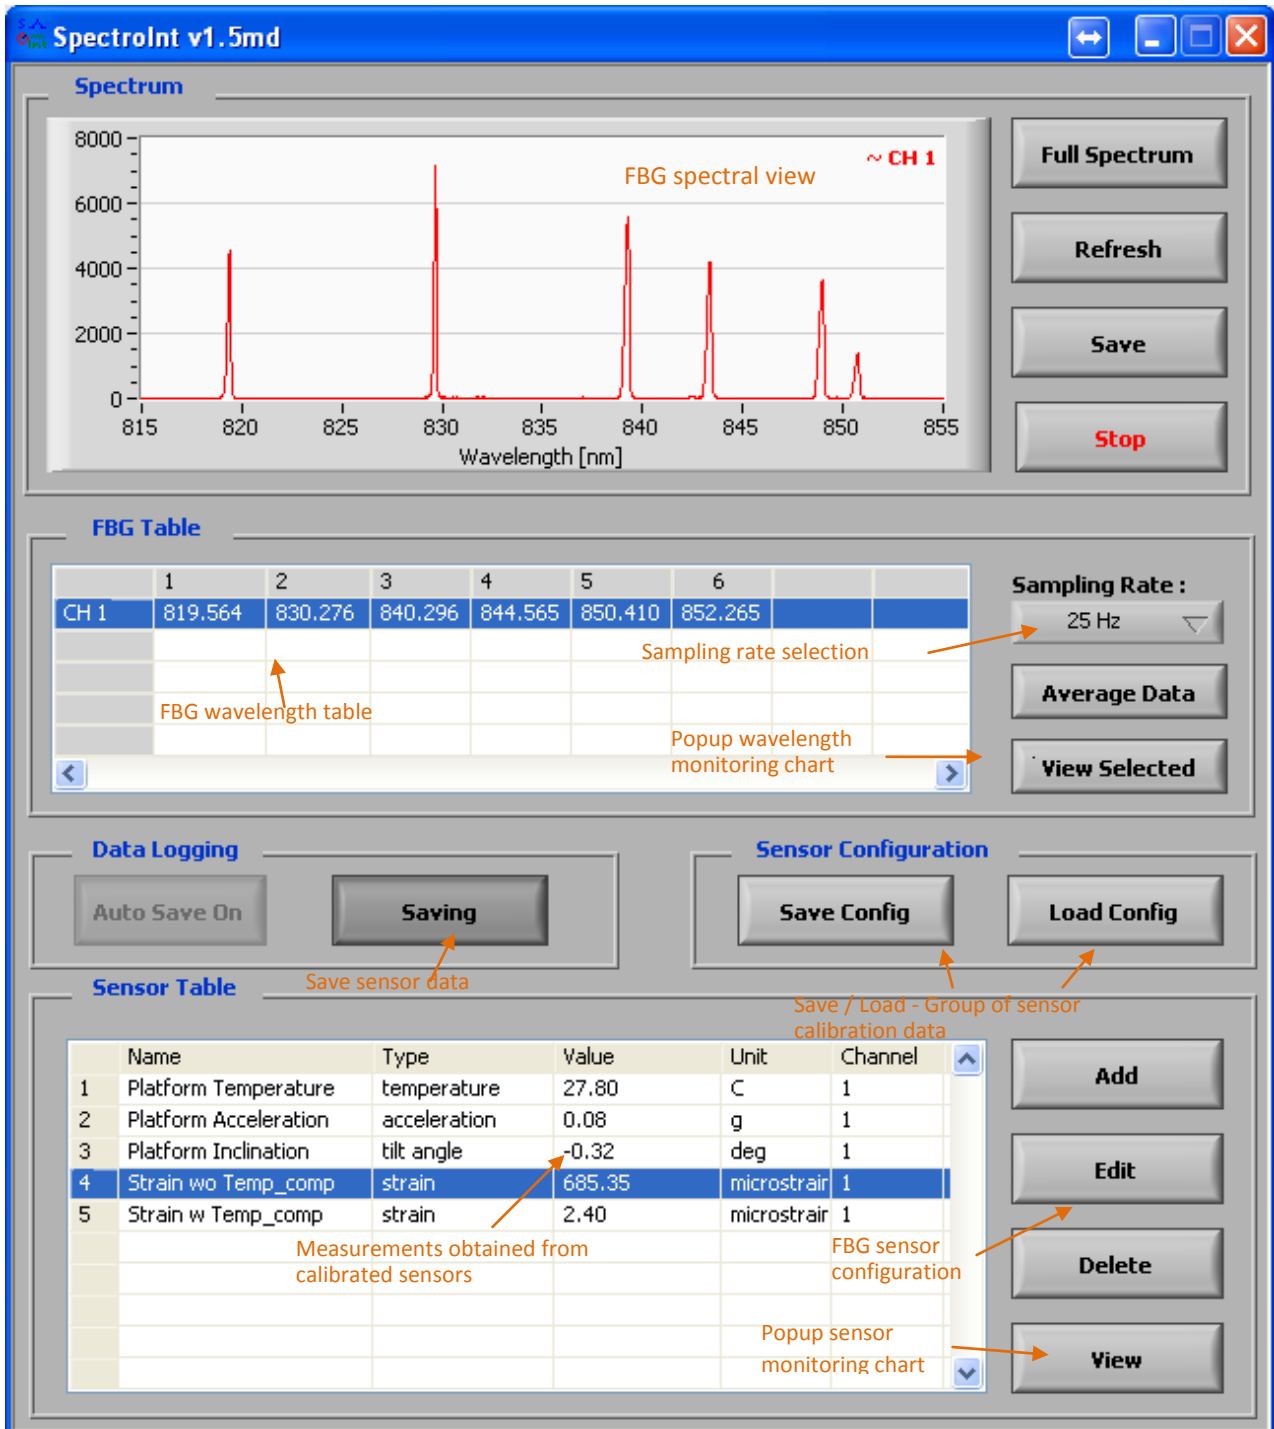 SpectroInt v1.5md
Spectrum
8000
6000
4000
2000
0
815 820 825 830 835 840 845 850 855
Wavelength [nm]
FBG spectral view
~ CH 1
Full Spectrum
Refresh
Save
Stop
FBG Table
1 2 3 4 5 6
CH 1 819.564 830.276 840.296 844.565 850.410 852.265
FBG wavelength table
Sampling rate selection
Popup wavelength
monitoring chart
Sampling Rate :
25 Hz
Average Data
View Selected
Data Logging
Auto Save On
Saving
Save sensor data
Sensor Configuration
Save Config
Load Config
Save / Load - Group of sensor
calibration data
Sensor Table
Name Type Value Unit Channel
1 Platform Temperature temperature 27.80 C 1
2 Platform Acceleration acceleration 0.08 g 1
3 Platform Inclination tilt angle -0.32 deg 1
4 Strain wo Temp_comp strain 685.35 microstrair 1
5 Strain w Temp_comp strain 2.40 microstrair 1
Measurements obtained from
calibrated sensors
FBG sensor
configuration
Popup sensor
monitoring chart
Add
Edit
Delete
View